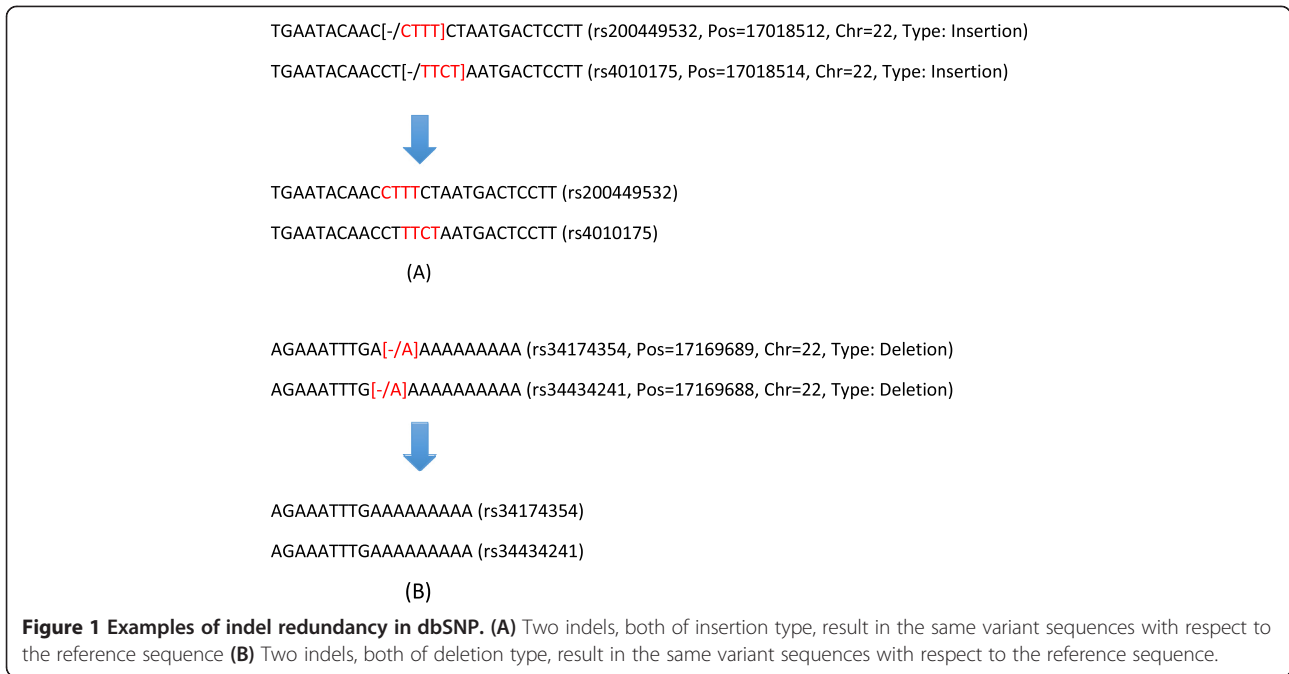 TGAATACAAC[-/CTTT]CTAATGACTCCTT (rs200449532, Pos=17018512, Chr=22, Type: Insertion)
TGAATACAACCT[-/TTCT]AATGACTCCTT (rs4010175, Pos=17018514, Chr=22, Type: Insertion)
TGAATACAACCTTTCTAATGACTCCTT (rs200449532)
TGAATACAACCTTTCTAATGACTCCTT (rs4010175)
(A)
AGAAATTTGA[-/A]AAAAAAAAA (rs34174354, Pos=17169689, Chr=22, Type: Deletion)
AGAAATTTG[-/A]AAAAAAAAAA (rs34434241, Pos=17169688, Chr=22, Type: Deletion)
AGAAATTTGAAAAAAAAA (rs34174354)
AGAAATTTGAAAAAAAAA (rs34434241)
(B)
Figure 1 Examples of indel redundancy in dbSNP. (A) Two indels, both of insertion type, result in the same variant sequences with respect to
the reference sequence (B) Two indels, both of deletion type, result in the same variant sequences with respect to the reference sequence.